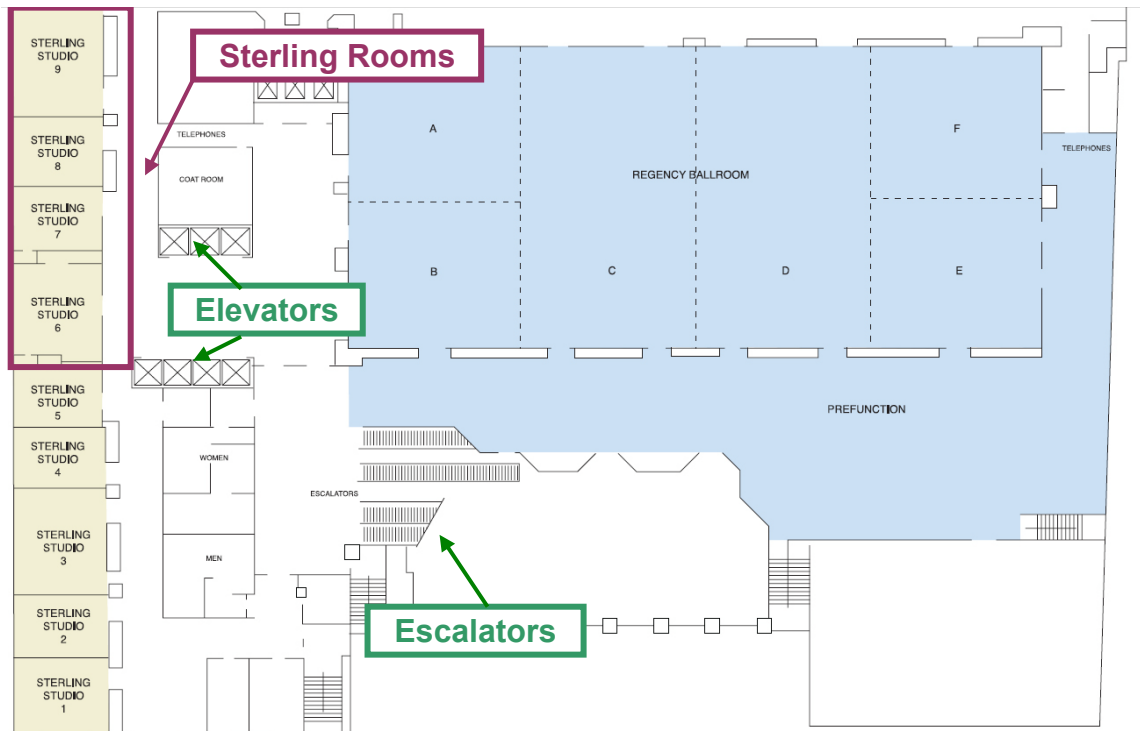 STERLING
STUDIO
9
STERLING
STUDIO
8
STERLING
STUDIO
7
STERLING
STUDIO
6
STERLING
STUDIO
5
STERLING
STUDIO
4
STERLING
STUDIO
3
STERLING
STUDIO
2
STERLING
STUDIO
1
Sterling Rooms
TELEPHONES
COAT ROOM
Elevators
WOMEN
MEN
ESCALATORS
Escalators
A
B
REGENCY BALLROOM
C
D
F
E
TELEPHONES
PREFUNCTION